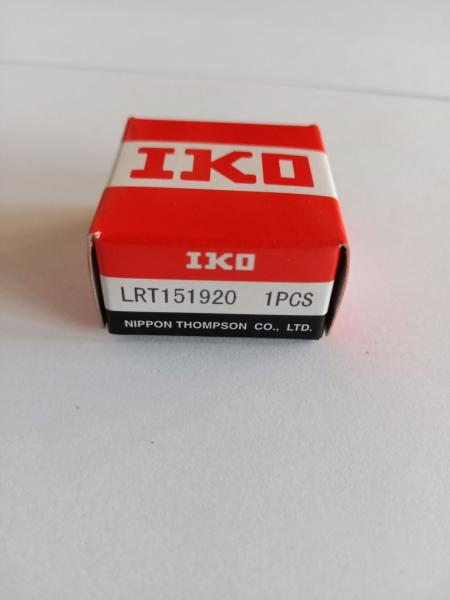 IKO
IKO
LRT151920 1PCS
NIPPON THOMPSON CO., LTD.